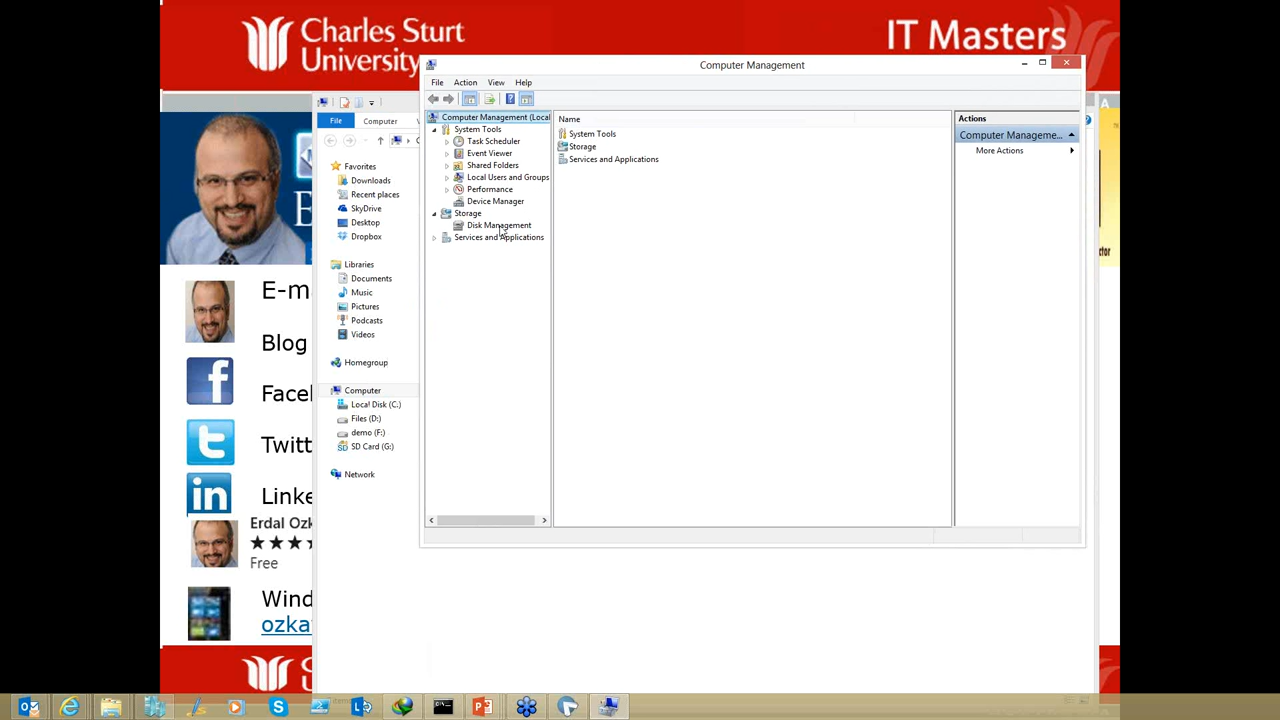 Charles Sturt
University
IT Masters
Computer Management
File Action View Help
File Computer
Computer Management (Local
System Tools
Task Scheduler
Event Viewer
Shared Folders
Local Users and Groups
Performance
Device Manager
Storage
Disk Management
Services and Applications
Name
System Tools
Storage
Services and Applications
Actions
Computer Manageme...
More Actions
Favorites
Downloads
Recent places
SkyDrive
Desktop
Dropbox
Libraries
Documents
Music
Pictures
Podcasts
Videos
Homegroup
Computer
Local Disk (C:)
Files (D:)
demo (F:)
SD Card (G:)
Network
E-m
Blog
Face
Twitt
Linke
Erdal Ozk
Free
Wind
ozka